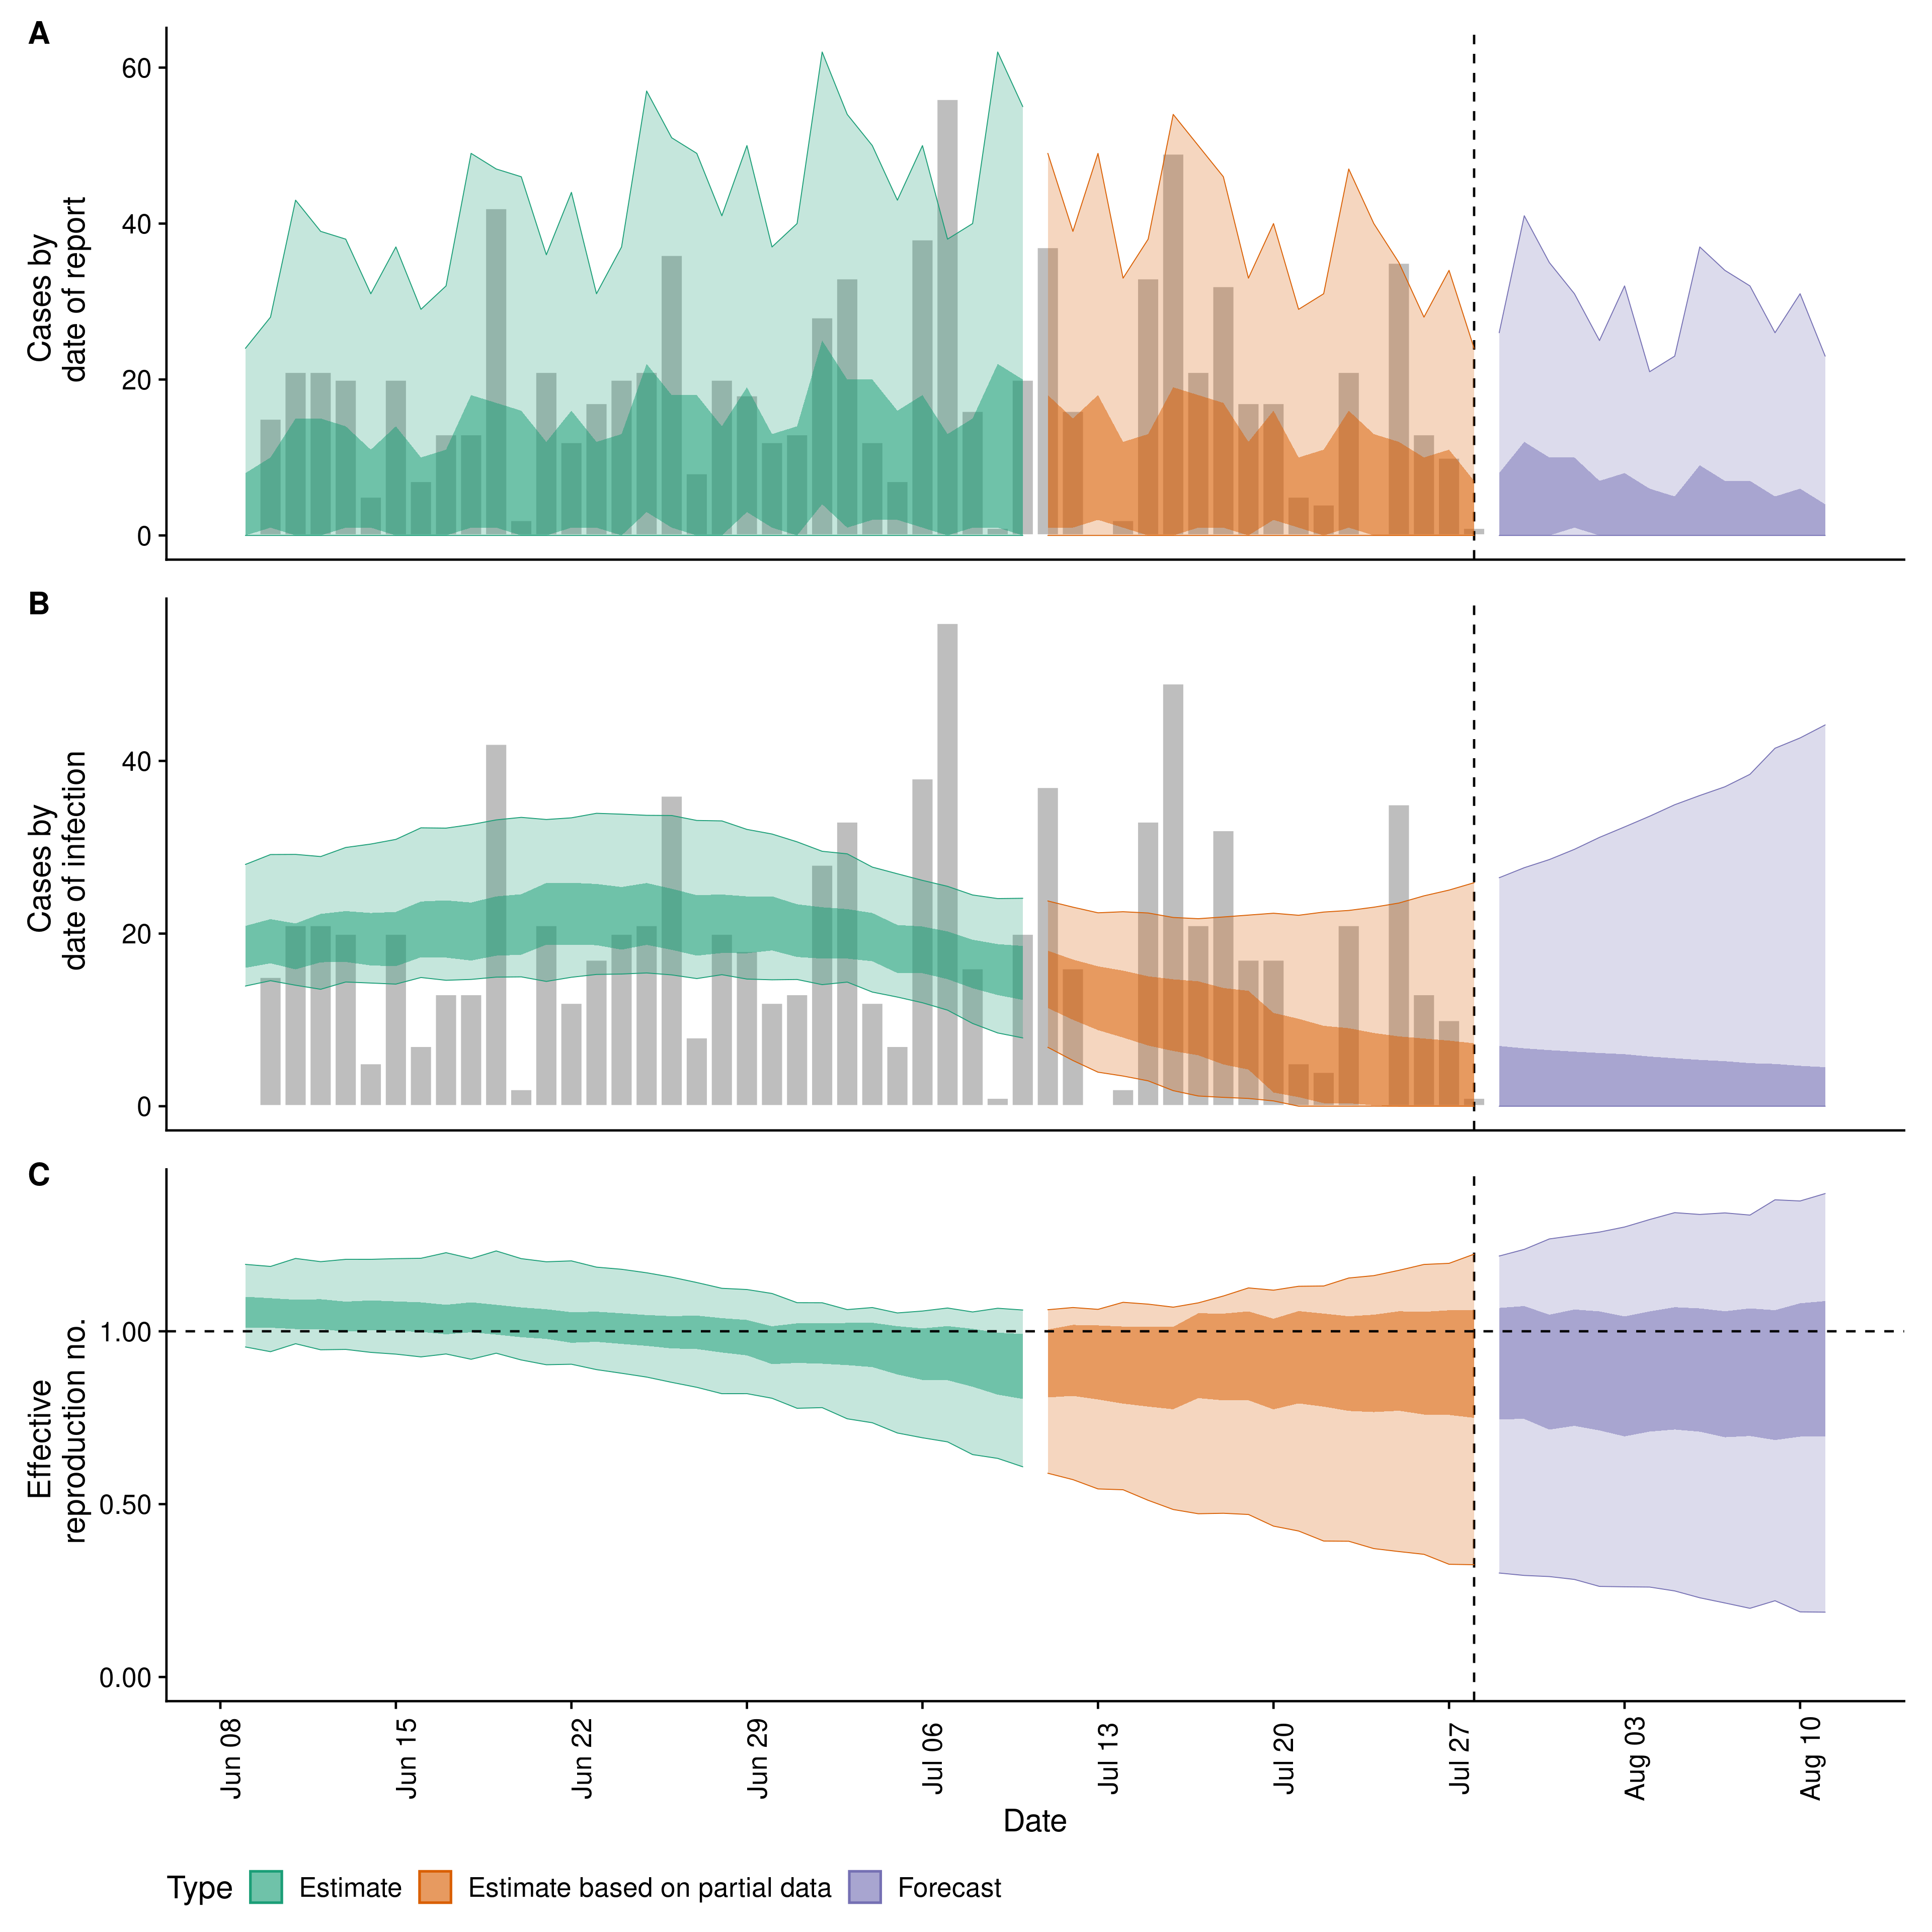 A
60
40
20
0
Cases by
date of report
B
40
20
0
Cases by
date of infection
C
1.00
0.50
0.00
Effective
reproduction no.
Jun 08
Jun 15
Jun 22
Jun 29
Jul 06
Jul 13
Jul 20
Jul 27
Aug 03
Aug 10
Date
Type Estimate Estimate based on partial data Forecast